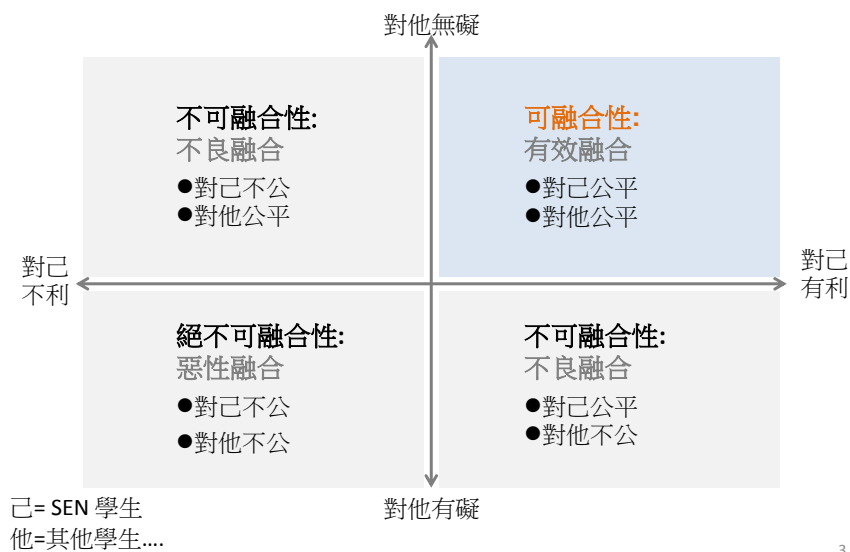 對他無礙
不可融合性:
不良融合
●對己不公
●對他公平
可融合性:
有效融合
●對己公平
●對他公平
對己
不利
對己
有利
絕不可融合性:
惡性融合
●對己不公
●對他不公
不可融合性:
不良融合
●對己公平
●對他不公
對他有礙
己= SEN 學生
他=其他學生....
3